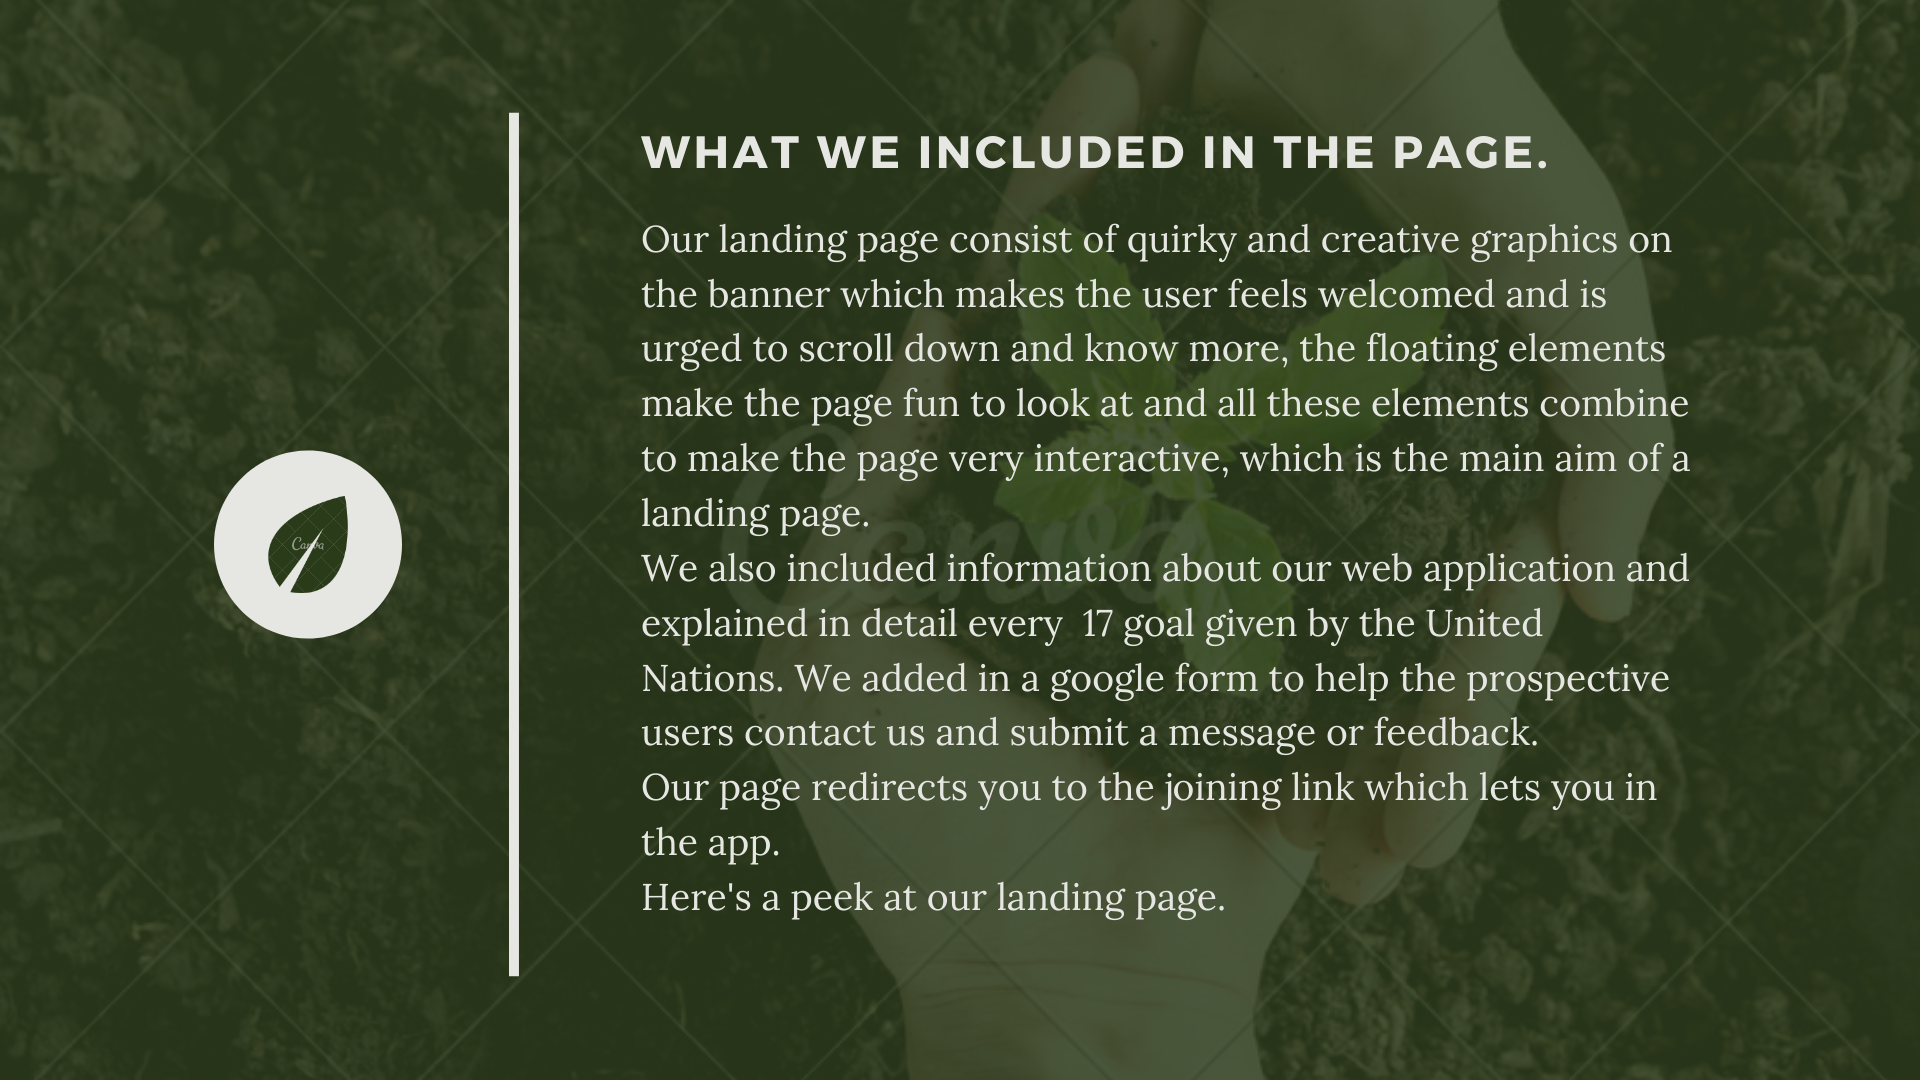 WHAT WE INCLUDED IN THE PAGE.
Our landing page consist of quirky and creative graphics on
the banner which makes the user feels welcomed and is
urged to scroll down and know more, the floating elements
make the page fun to look at and all these elements combine
to make the page very interactive, which is the main aim of a
landing page.
We also included information about our web application and
explained in detail every  17 goal given by the United
Nations. We added in a google form to help the prospective
users contact us and submit a message or feedback.
Our page redirects you to the joining link which lets you in
the app.
Here's a peek at our landing page.
Canva
Canva